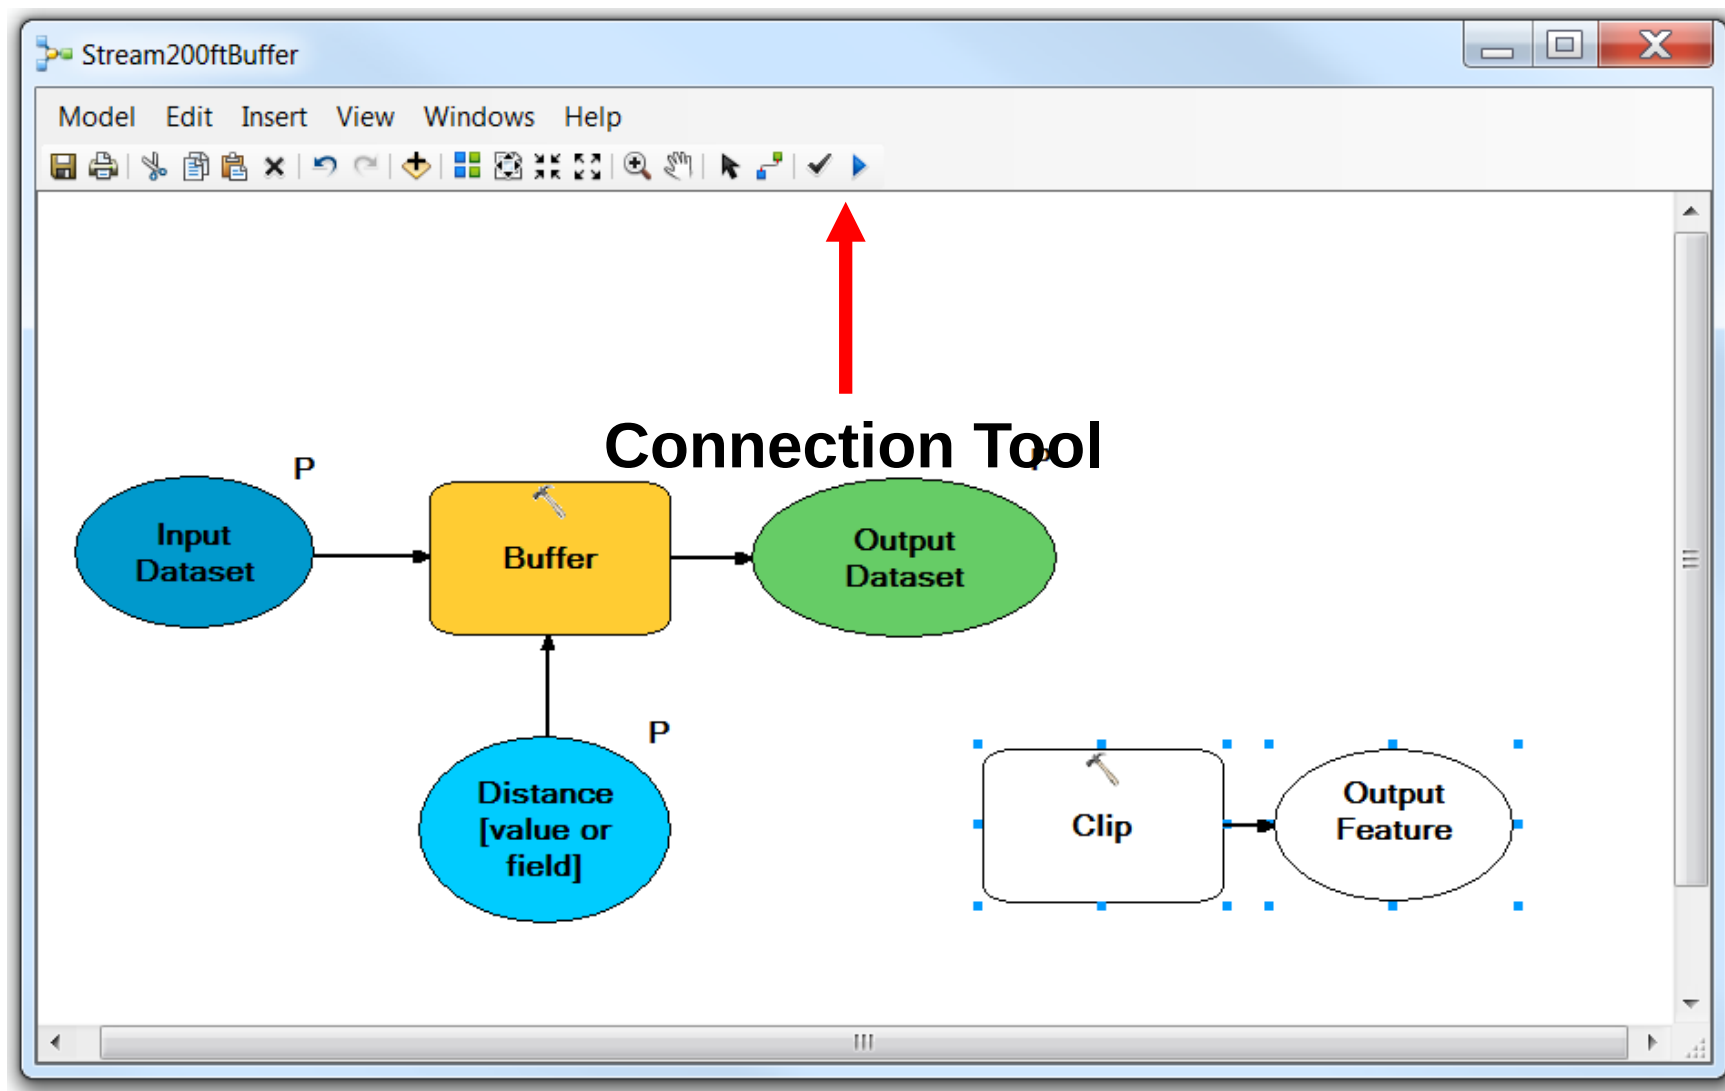 Stream200ftBuffer
Model Edit Insert View Windows Help
Connection Tool
P
P
Input
Dataset
Buffer
Output
Dataset
P
Distance
[value or
field]
Clip
Output
Feature